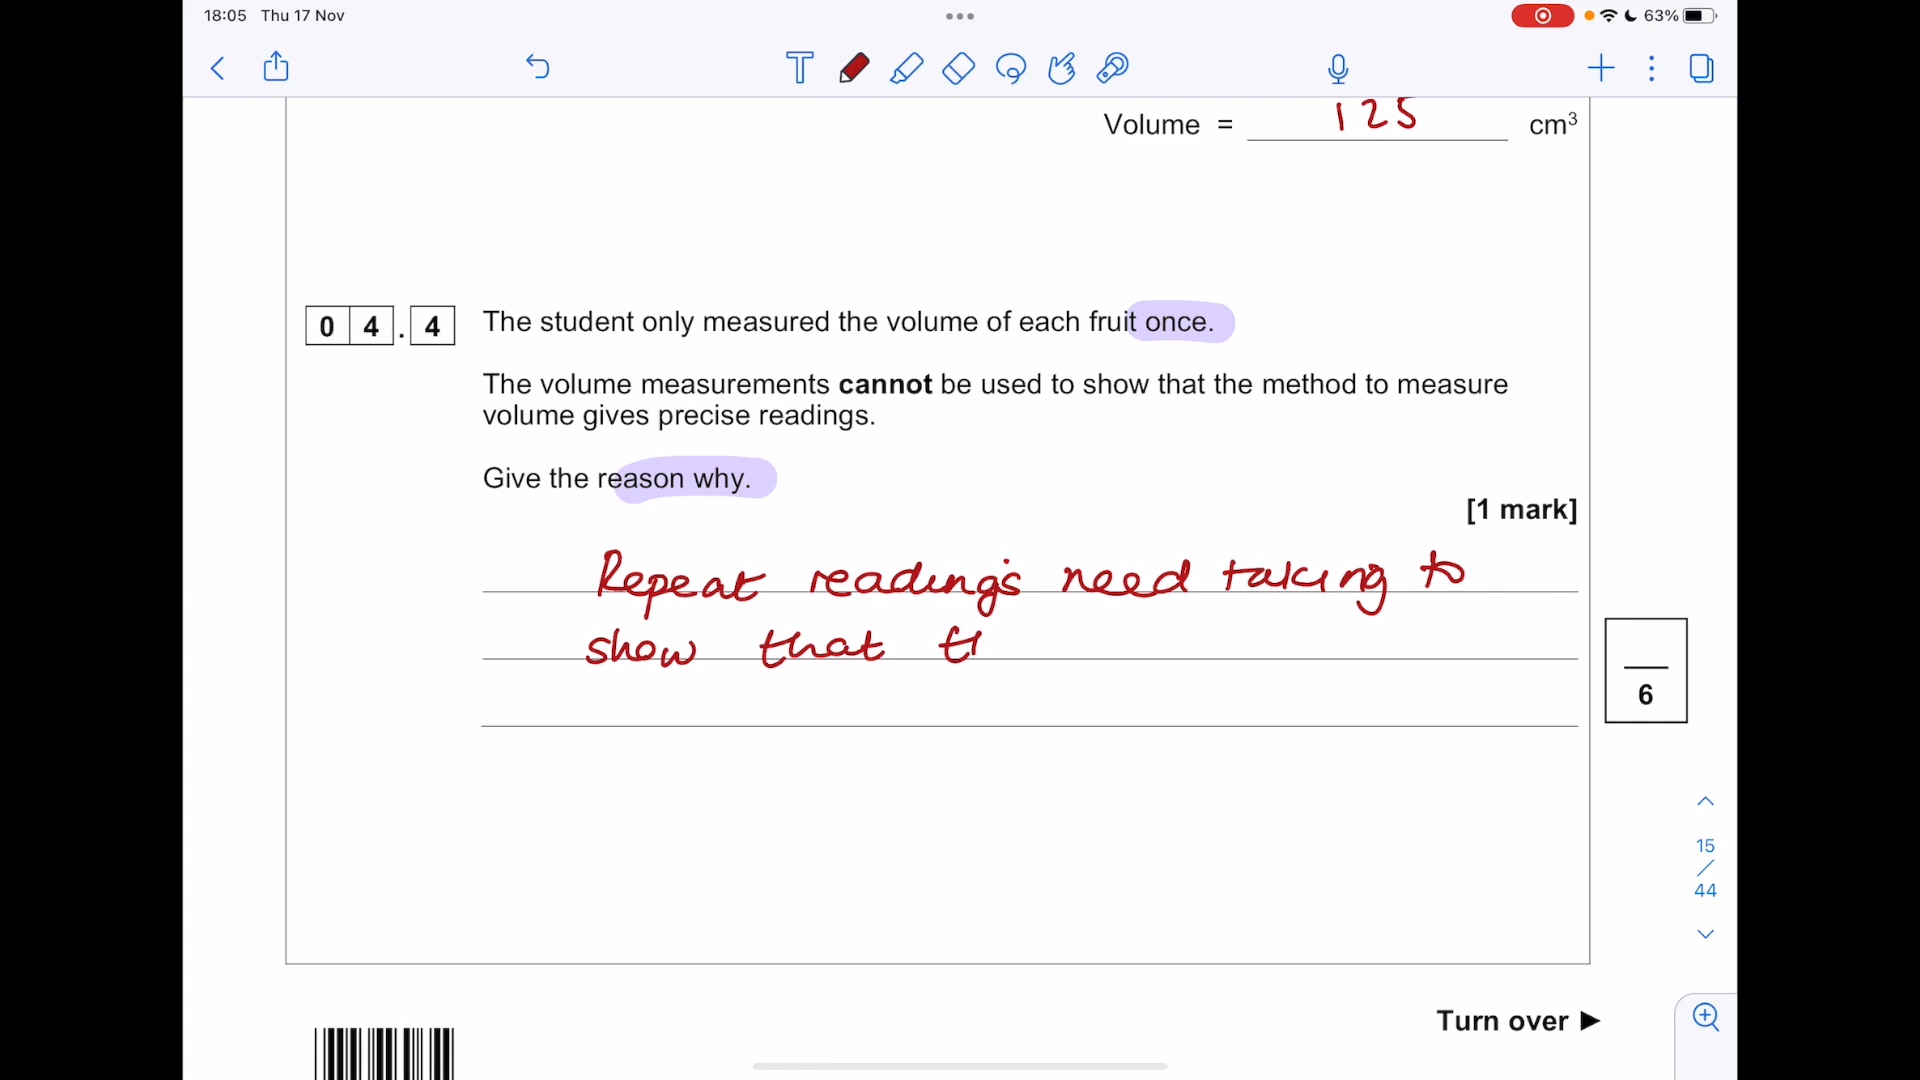 18:05 Thu 17 Nov
63%
Volume = 125 cm³
04.4 The student only measured the volume of each fruit once.
The volume measurements cannot be used to show that the method to measure
volume gives precise readings.
Give the reason why.
[1 mark]
Repeat readings need taking to
show that
6
15
44
Turn over ►